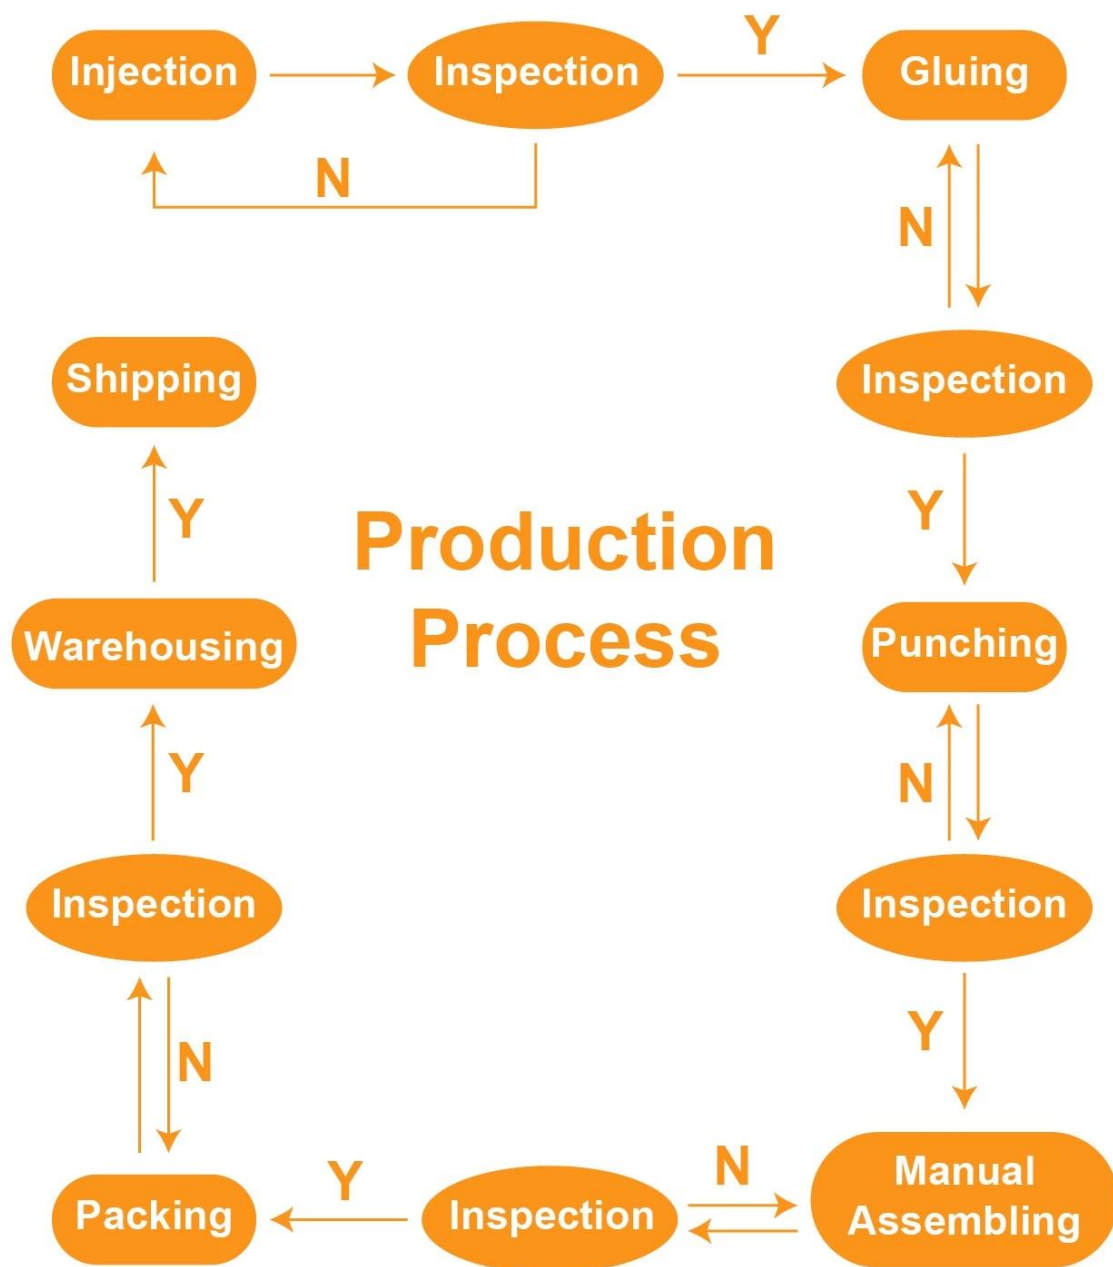 Injection
Inspection
Y
Gluing
N
N
Inspection
Shipping
Y
Y
Production
Process
Warehousing
Punching
Y
N
Inspection
Inspection
Y
N
Manual
Assembling
N
Y
Inspection
Packing